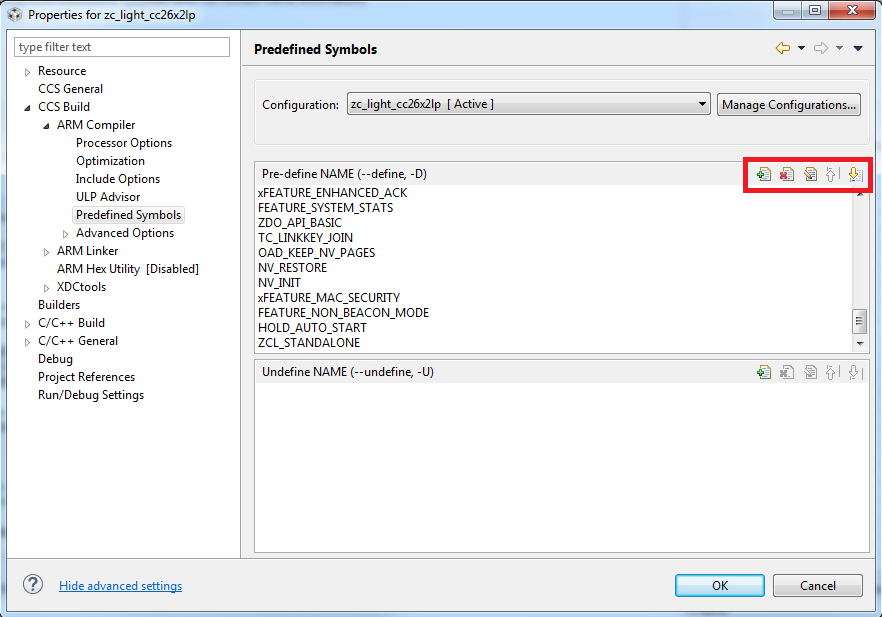 Properties for zc_light_cc26x2lp
type filter text
Resource
CCS General
CCS Build
ARM Compiler
Processor Options
Optimization
Include Options
ULP Advisor
Predefined Symbols
Advanced Options
ARM Linker
ARM Hex Utility [Disabled]
XDCtools
Builders
C/C++ Build
C/C++ General
Debug
Project References
Run/Debug Settings
Predefined Symbols
Configuration: zc_light_cc26x2lp [ Active ] Manage Configurations...
Pre-define NAME (--define, -D)
xFEATURE_ENHANCED_ACK
FEATURE_SYSTEM_STATS
ZDO_API_BASIC
TC_LINKKEY_JOIN
OAD_KEEP_NV_PAGES
NV_RESTORE
NV_INIT
xFEATURE_MAC_SECURITY
FEATURE_NON_BEACON_MODE
HOLD_AUTO_START
ZCL_STANDALONE
Undefine NAME (--undefine, -U)
? Hide advanced settings
OK Cancel